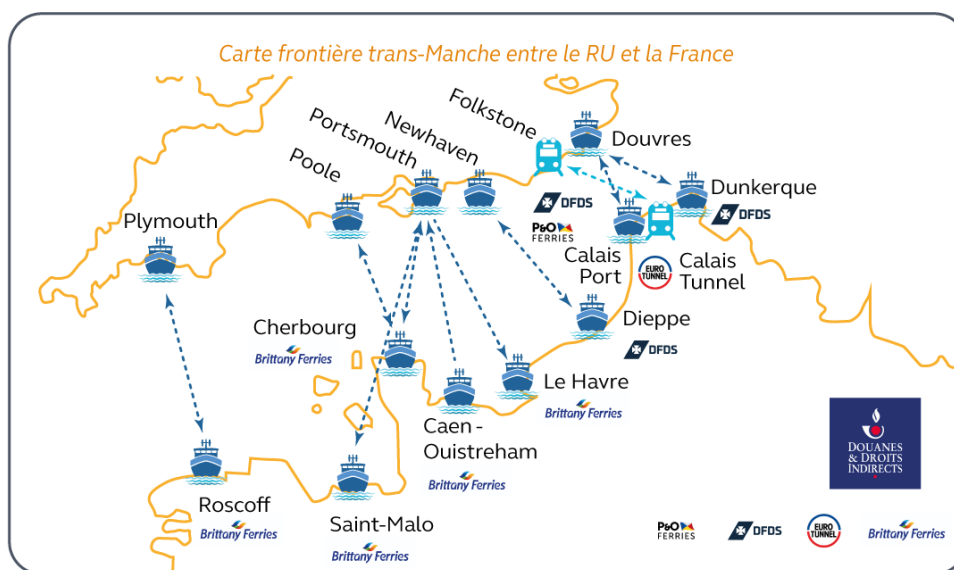 Carte frontière trans-Manche entre le RU et la France
Folkstone
Douvres
Newhaven
Portsmouth
Poole
Plymouth
Dunkerque
DFDS
DFDS
P&O
FERRIES
Calais
Port
EURO
TUNNEL
Calais
Tunnel
Dieppe
DFDS
Cherbourg
Brittany Ferries
Le Havre
Brittany Ferries
Caen -
Ouistreham
Brittany Ferries
Roscoff
Brittany Ferries
Saint-Malo
Brittany Ferries
DOUANES
& DROITS
INDIRECTS
P&O
FERRIES
DFDS
EURO
TUNNEL
Brittany Ferries